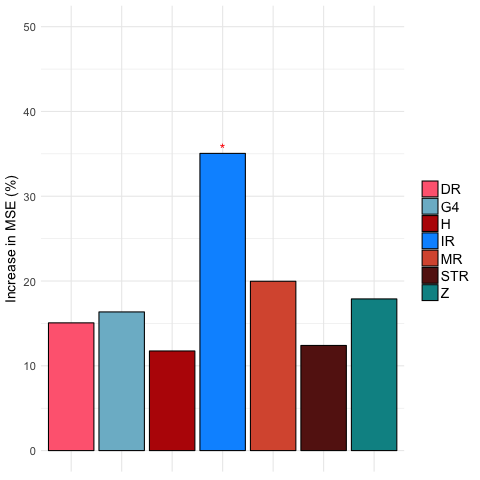 50
40
30
20
10
0
Increase in MSE (%)
*
DR
G4
H
IR
MR
STR
Z